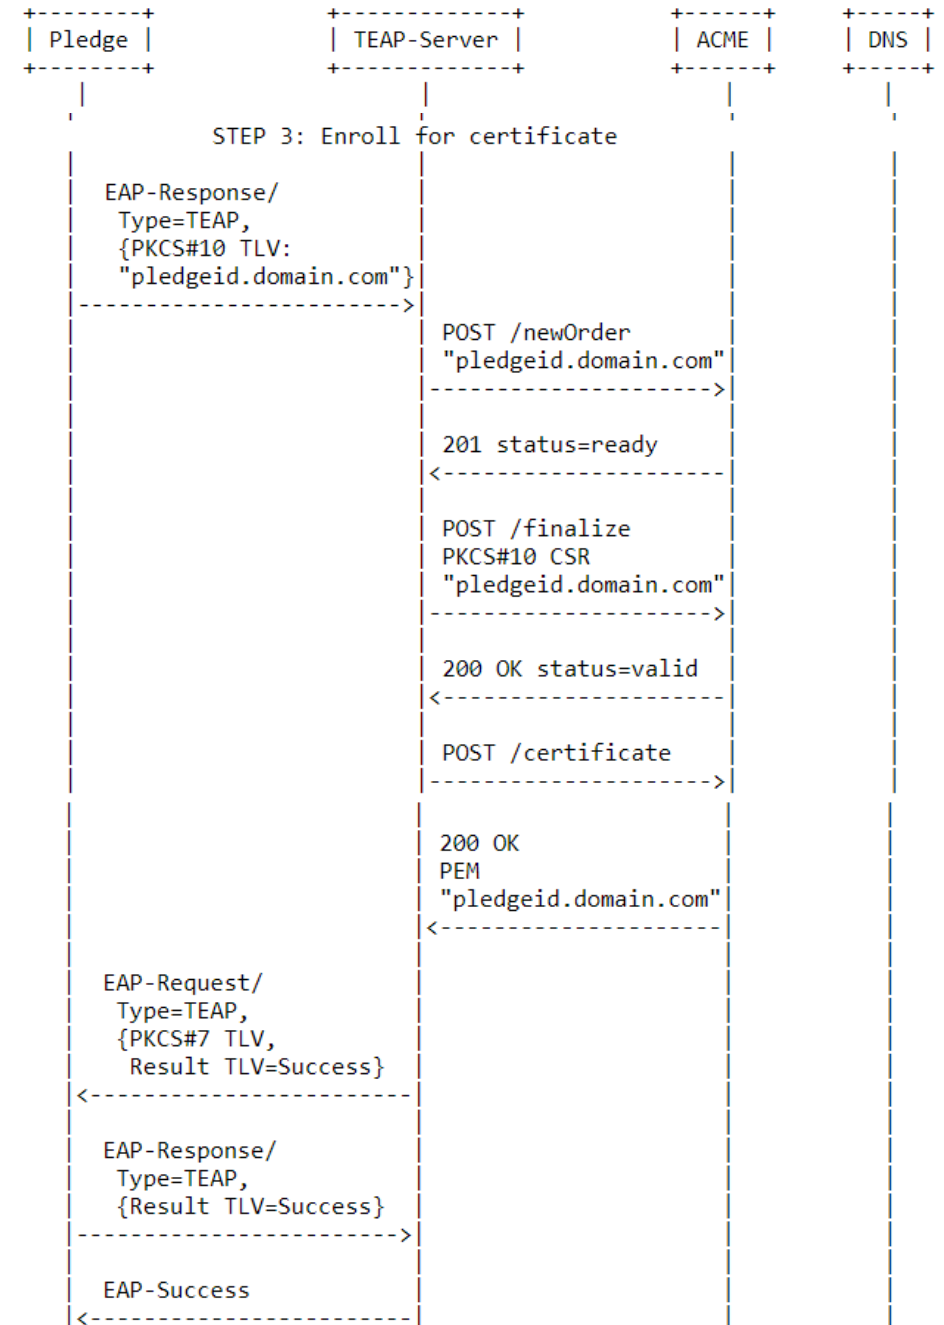 Pledge TEAP-Server ACME DNS
STEP 3: Enroll for certificate
EAP-Response/
Type=TEAP,
{PKCS#10 TLV:
"pledgeid.domain.com"}
POST /newOrder
"pledgeid.domain.com"
201 status=ready
POST /finalize
PKCS#10 CSR
"pledgeid.domain.com"
200 OK status=valid
POST /certificate
200 OK
PEM
"pledgeid.domain.com"
EAP-Request/
Type=TEAP,
{PKCS#7 TLV,
Result TLV=Success}
EAP-Response/
Type=TEAP,
{Result TLV=Success}
EAP-Success